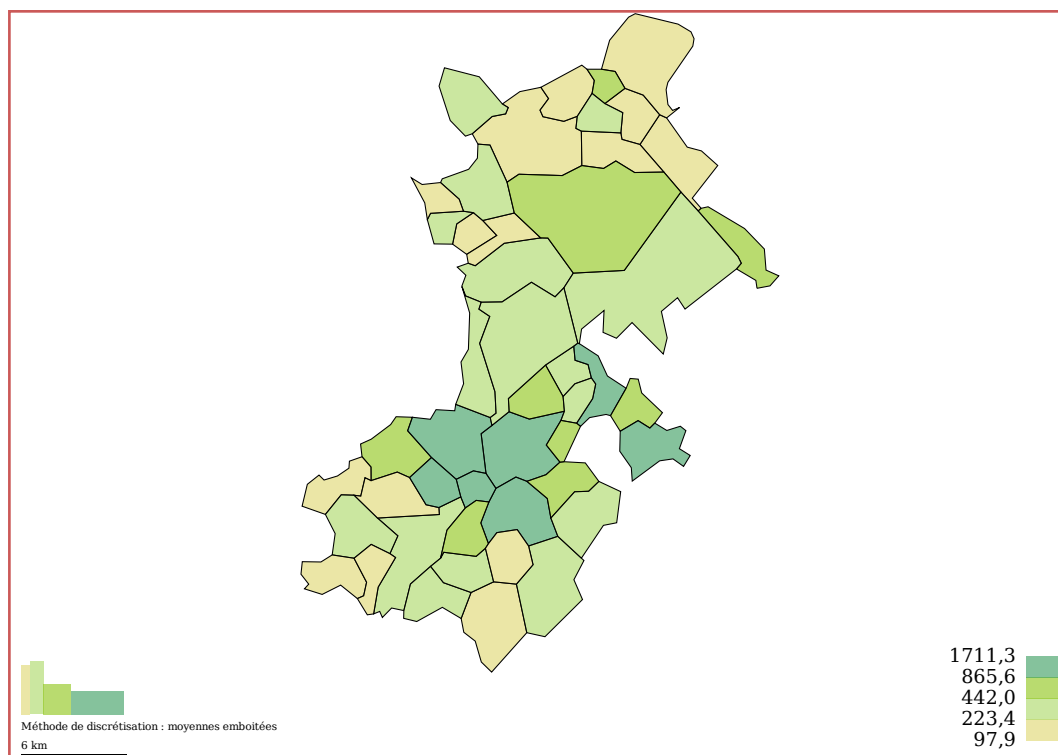 1711,3
865,6
442,0
223,4
97,9
Méthode de discrétisation : moyennes emboitées
6 km